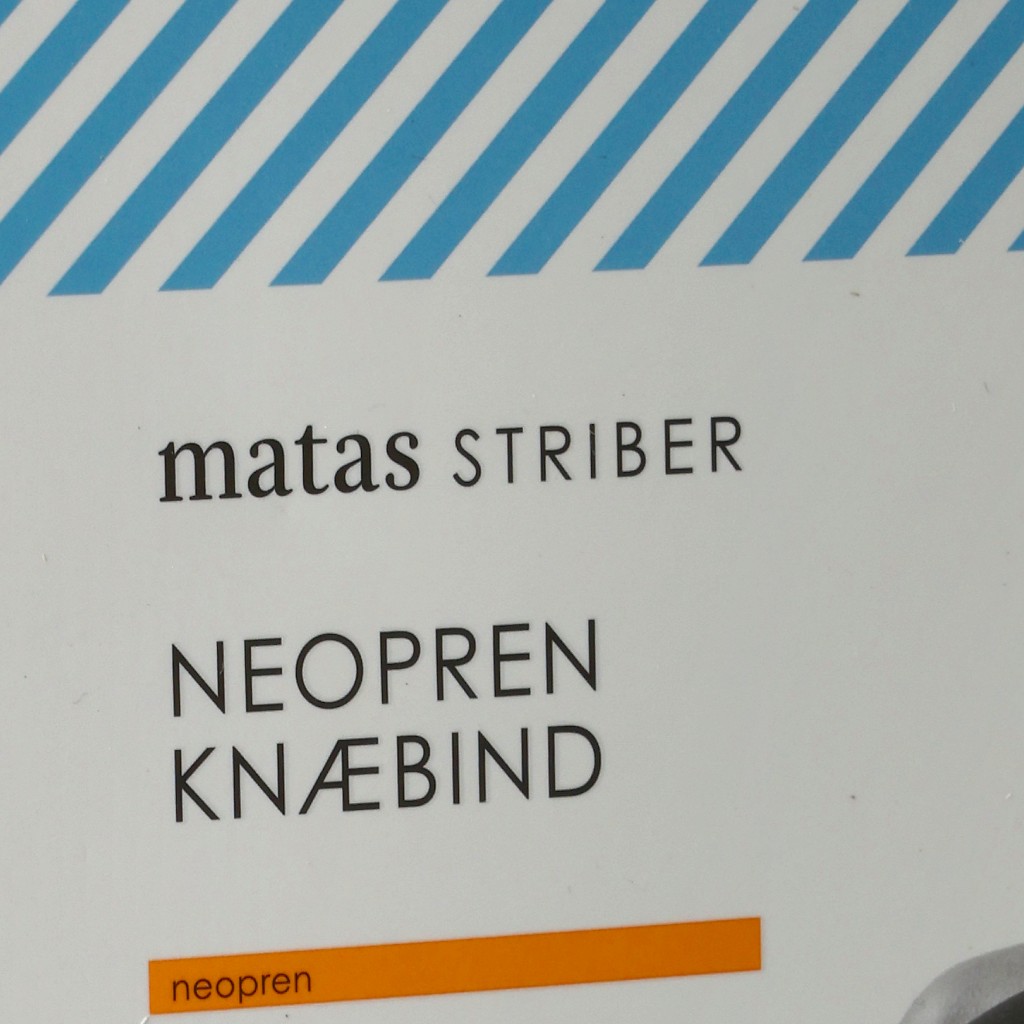 matas STRIBER
NEOPREN
KNÆBIND
neopren